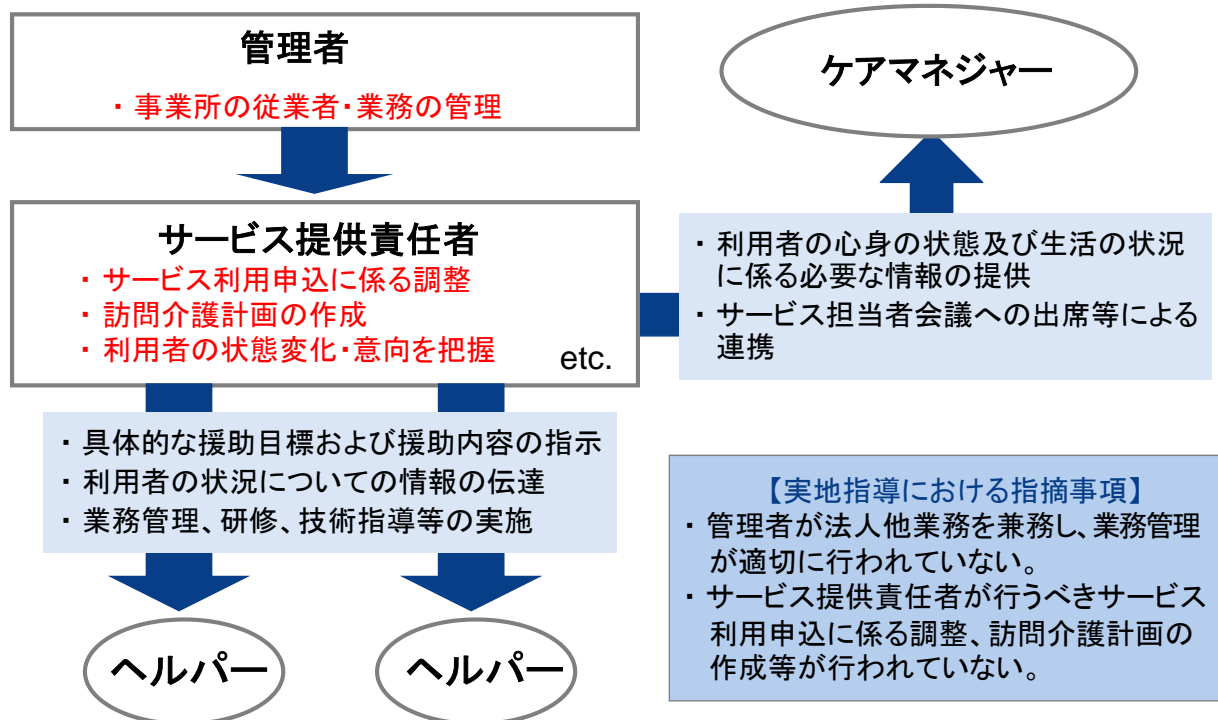 管理者
・ 事業所の従業者・業務の管理
ケアマネジャー
サービス提供責任者
・ サービス利用申込に係る調整
・ 訪問介護計画の作成
・ 利用者の状態変化・意向を把握
etc.
・ 利用者の心身の状態及び生活の状況
に係る必要な情報の提供
・ サービス担当者会議への出席等による
連携
・ 具体的な援助目標および援助内容の指示
・ 利用者の状況についての情報の伝達
・ 業務管理、研修、技術指導等の実施
ヘルパー
ヘルパー
【実地指導における指摘事項】
・ 管理者が法人他業務を兼務し、業務管理
が適切に行われていない。
・ サービス提供責任者が行うべきサービス
利用申込に係る調整、訪問介護計画の
作成等が行われていない。